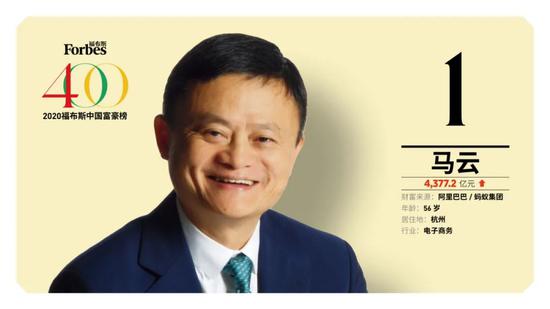 福布斯
Forbes
400
2020福布斯中国富豪榜
1
马云
4,377.2 亿元
财富来源：阿里巴巴 / 蚂蚁集团
年龄：56 岁
居住地：杭州
行业：电子商务